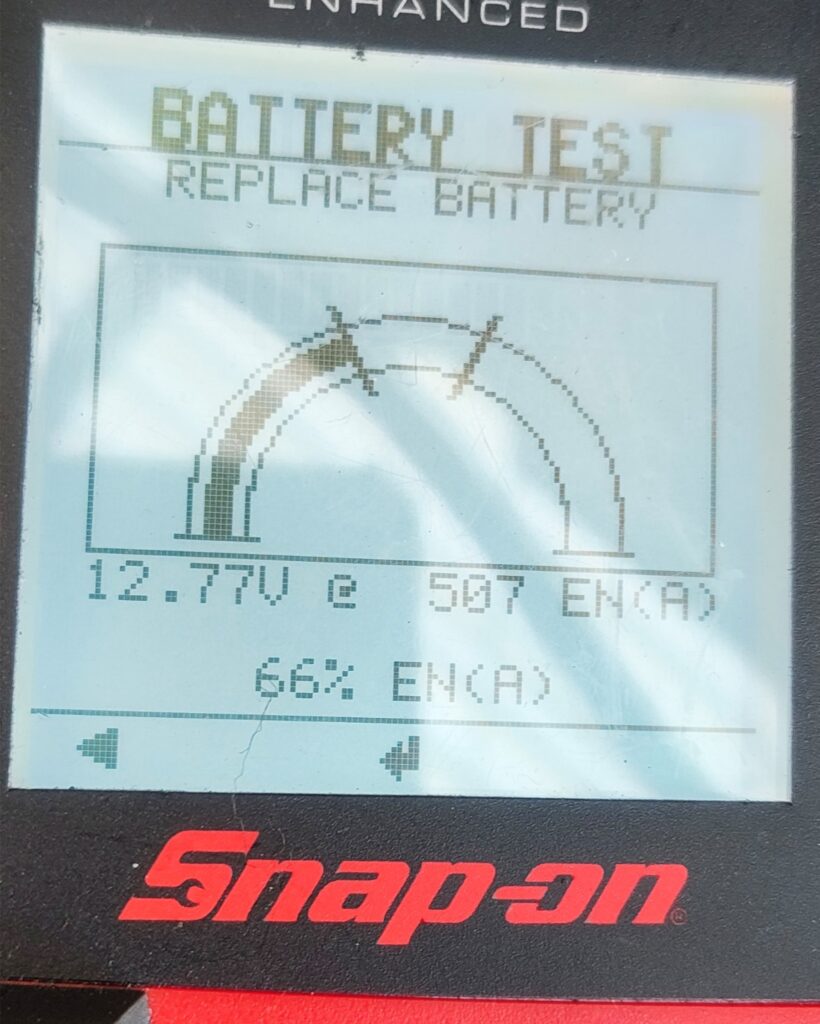 ENHANCED
BATTERY TEST
REPLACE BATTERY
12.77V @ 507 EN(A)
66% EN(A)
Snap-on®